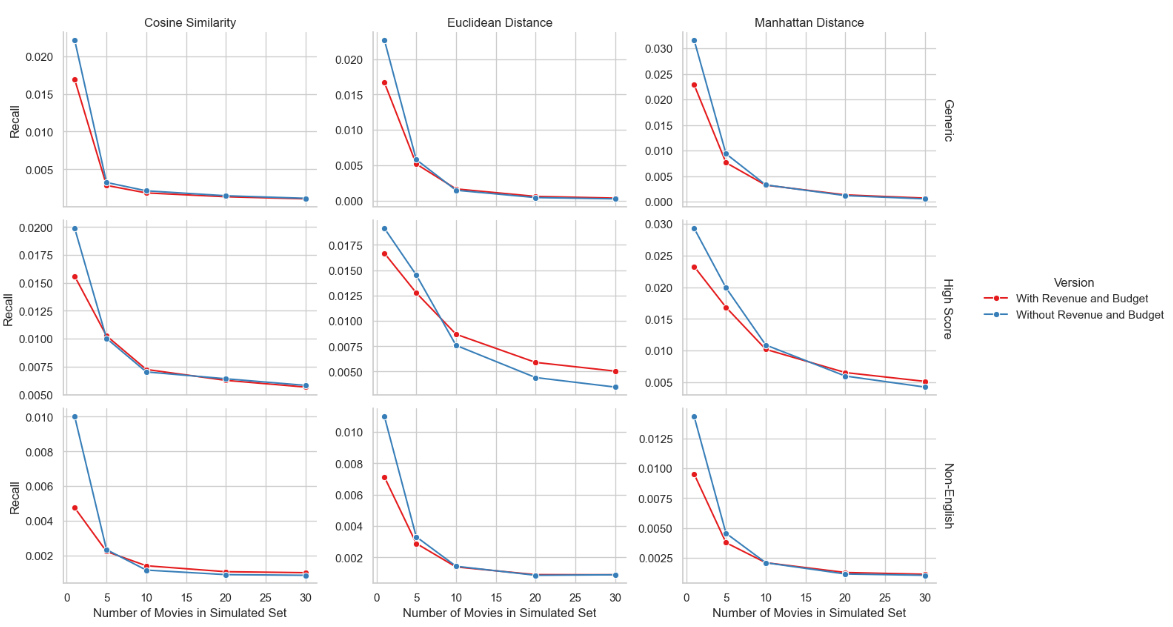 Cosine Similarity
Euclidean Distance
Manhattan Distance
0.020
0.015
0.010
0.005
Recall
0.020
0.015
0.010
0.005
0.000
0.030
0.025
0.020
0.015
0.010
0.005
0.000
Generic
0.0200
0.0175
0.0150
0.0125
0.0100
0.0075
0.0050
Recall
0.0175
0.0150
0.0125
0.0100
0.0075
0.0050
0.030
0.025
0.020
0.015
0.010
0.005
High Score
0.010
0.008
0.006
0.004
0.002
Recall
0.010
0.008
0.006
0.004
0.002
0.0125
0.0100
0.0075
0.0050
0.0025
Non-English
0 5 10 15 20 25 30
0 5 10 15 20 25 30
0 5 10 15 20 25 30
Number of Movies in Simulated Set
Number of Movies in Simulated Set
Number of Movies in Simulated Set
Version
With Revenue and Budget
Without Revenue and Budget